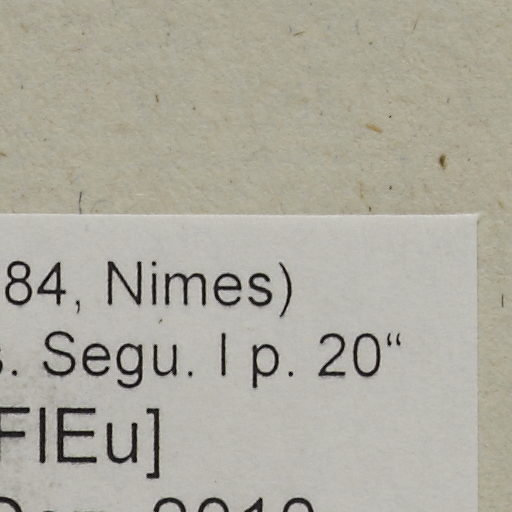 84, Nimes)
s. Segu. I p. 20“
FlEu]